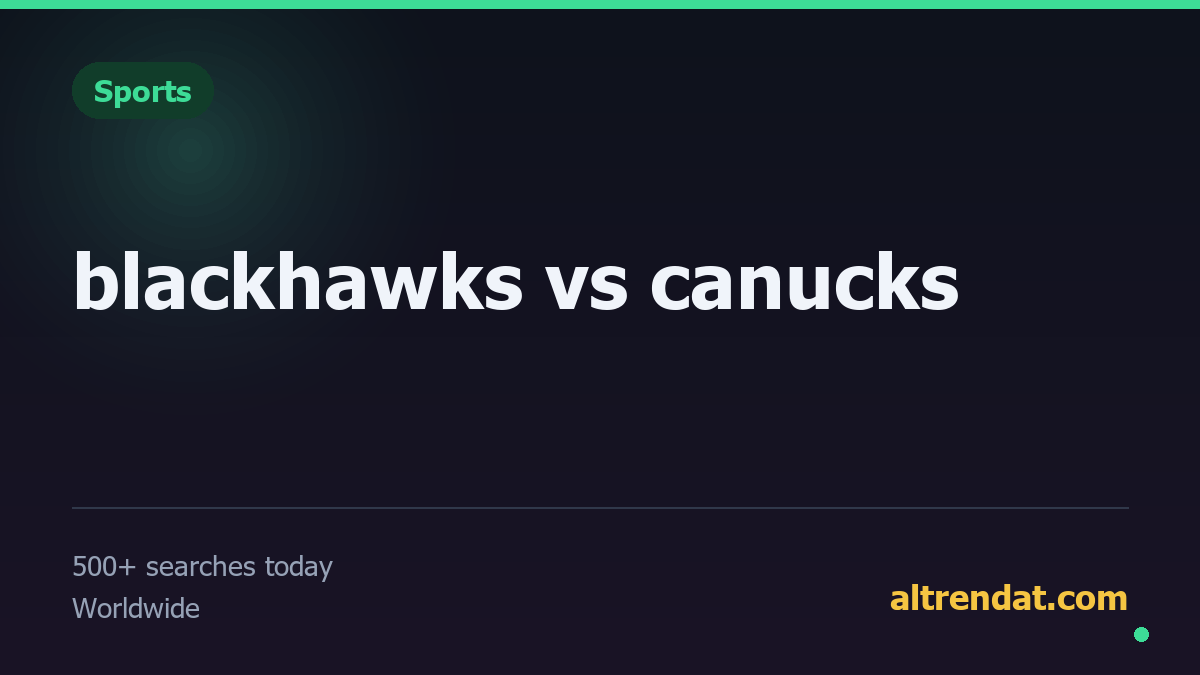 Sports
blackhawks vs canucks
500+ searches today
Worldwide
altrendat.com